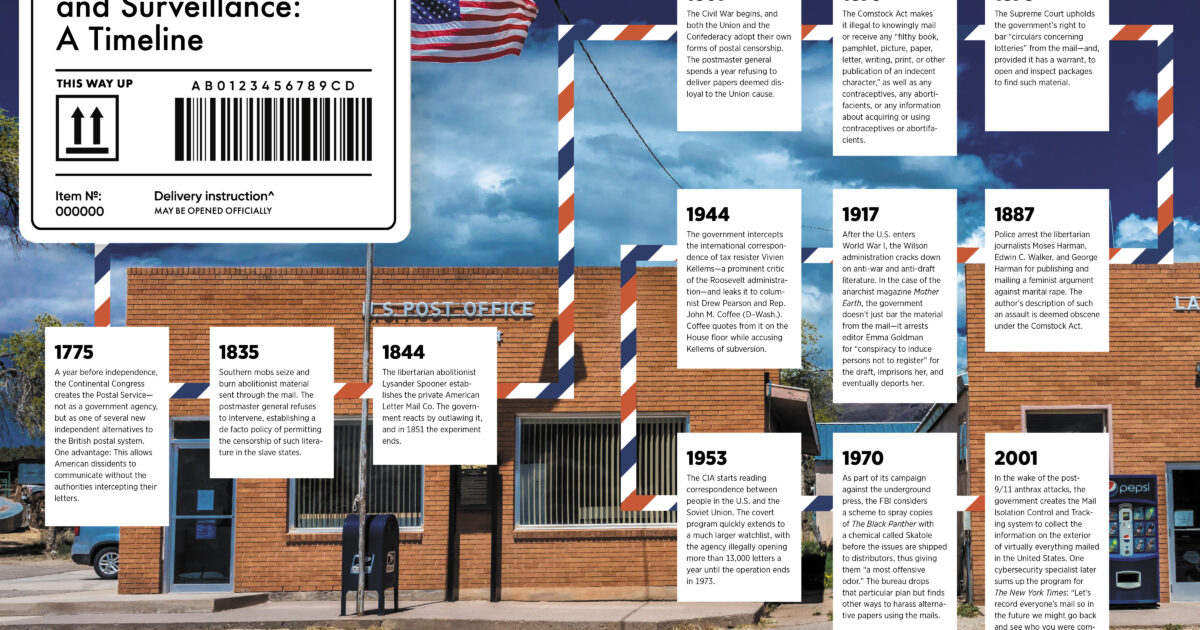 and Surveillance:
A Timeline
THIS WAY UP
AB0123456789CD
Item №:
000000
Delivery instruction^
MAY BE OPENED OFFICIALLY
U.S. POST OFFICE
1775
A year before independence,
the Continental Congress
creates the Postal Service—
not as a government agency,
but as one of several new
independent alternatives to
the British postal system.
One advantage: This allows
American dissidents to
communicate without the
authorities intercepting their
letters.
1835
Southern mobs seize and
burn abolitionist material
sent through the mail. The
postmaster general refuses
to intervene, establishing a
de facto policy of permitting
the censorship of such litera-
ture in the slave states.
1844
The libertarian abolitionist
Lysander Spooner estab-
lishes the private American
Letter Mail Co. The govern-
ment reacts by outlawing it,
and in 1851 the experiment
ends.
The Civil War begins, and
both the Union and the
Confederacy adopt their own
forms of postal censorship.
The postmaster general
spends a year refusing to
deliver papers deemed dis-
loyal to the Union cause.
The Comstock Act makes
it illegal to knowingly mail
or receive any “filthy book,
pamphlet, picture, paper,
letter, writing, print, or other
publication of an indecent
character,” as well as any
contraceptives, any aborti-
facients, or any information
about acquiring or using
contraceptives or abortifa-
cients.
The Supreme Court upholds
the government’s right to
bar “circulars concerning
lotteries” from the mail—and,
provided it has a warrant, to
open and inspect packages
to find such material.
1944
The government intercepts
the international correspon-
dence of tax resister Vivien
Kellems—a prominent critic
of the Roosevelt administra-
tion—and leaks it to colum-
nist Drew Pearson and Rep.
John M. Coffee (D–Wash.).
Coffee quotes from it on the
House floor while accusing
Kellems of subversion.
1917
After the U.S. enters
World War I, the Wilson
administration cracks down
on anti-war and anti-draft
literature. In the case of the
anarchist magazine Mother
Earth, the government
doesn’t just bar the material
from the mail—it arrests
editor Emma Goldman
for “conspiracy to induce
persons not to register” for
the draft, imprisons her, and
eventually deports her.
1887
Police arrest the libertarian
journalists Moses Harman,
Edwin C. Walker, and George
Harman for publishing and
mailing a feminist argument
against marital rape. The
author’s description of such
an assault is deemed obscene
under the Comstock Act.
LA
1953
The CIA starts reading
correspondence between
people in the U.S. and the
Soviet Union. The covert
program quickly extends to
a much larger watchlist, with
the agency illegally opening
more than 13,000 letters a
year until the operation ends
in 1973.
1970
As part of its campaign
against the underground
press, the FBI considers
a scheme to spray copies
of The Black Panther with
a chemical called Skatole
before the issues are shipped
to distributors, thus giving
them “a most offensive
odor.” The bureau drops
that particular plan but finds
other ways to harass alterna-
tive papers using the mails.
2001
In the wake of the post-
9/11 anthrax attacks, the
government creates the Mail
Isolation Control and Track-
ing system to collect the
information on the exterior
of virtually everything mailed
in the United States. One
cybersecurity specialist later
sums up the program for
The New York Times: “Let’s
record everyone’s mail so in
the future we might go back
and see who you were com-
pepsi